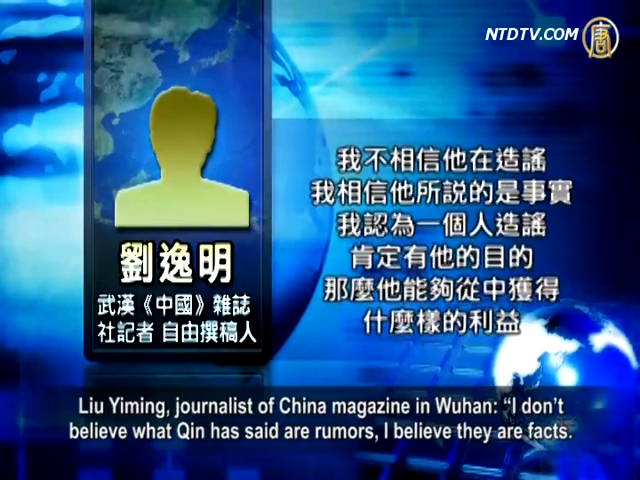 NTDTV.COM
唐
我不相信他在造謠
我相信他所說的是事實
我認為一個人造謠
肯定有他的目的
那麼他能夠從中獲得
什麼樣的利益
劉逸明
武漢《中國》雜誌
社記者 自由撰稿人
Liu Yiming, journalist of China magazine in Wuhan: “I don’t
believe what Qin has said are rumors, I believe they are facts.